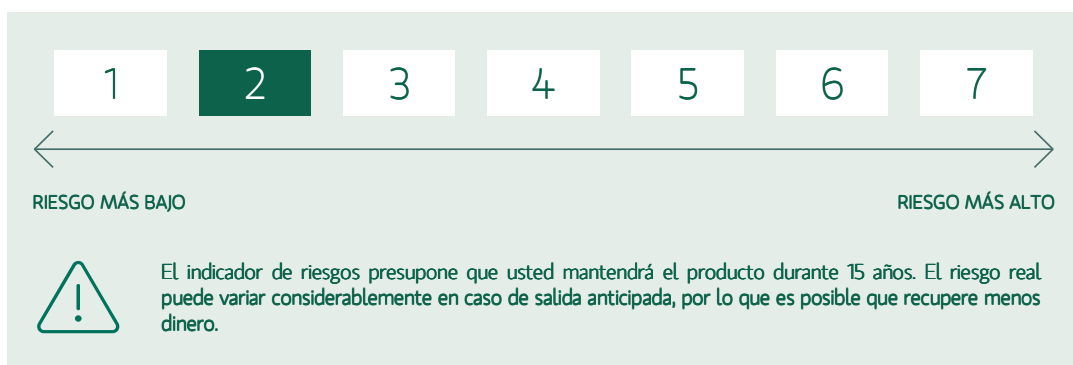 1 2 3 4 5 6 7
RIESGO MÁS BAJO RIESGO MÁS ALTO
El indicador de riesgos presupone que usted mantendrá el producto durante 15 años. El riesgo real
puede variar considerablemente en caso de salida anticipada, por lo que es posible que recupere menos
dinero.